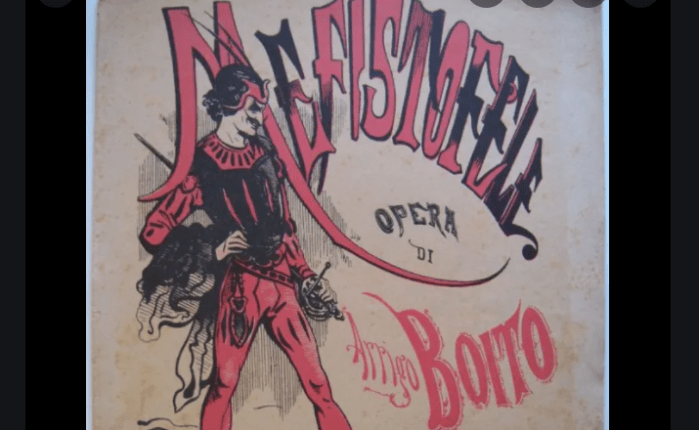 MEFISTOFELE
OPERA
DI
Arrigo BOITO